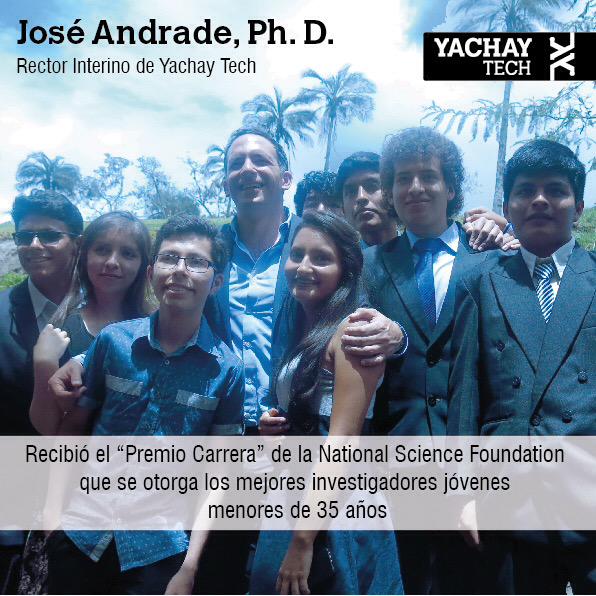 José Andrade, Ph. D.
Rector Interino de Yachay Tech
YACHAY
TECH
Recibió el “Premio Carrera” de la National Science Foundation
que se otorga los mejores investigadores jóvenes
menores de 35 años